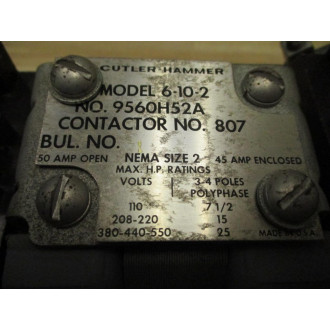 CUTLER-HAMMER
MODEL 6-10-2
NO. 9560H52A
CONTACTOR NO. 807
BUL. NO.
50 AMP OPEN NEMA SIZE 2 45 AMP ENCLOSED
MAX. H.P. RATINGS
VOLTS 3-4 POLES
POLYPHASE
110 7 1/2
208-220 15
380-440-550 25 MADE IN U.S.A.